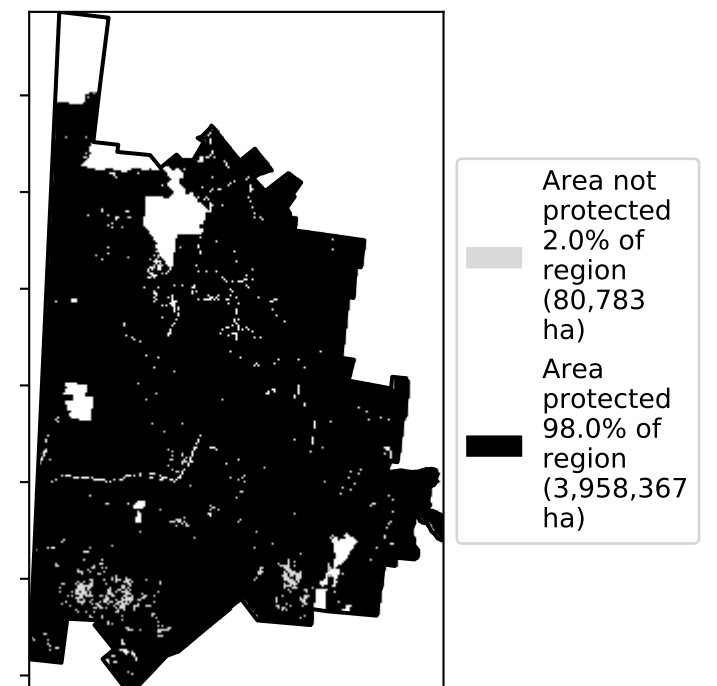 Area not
protected
2.0% of
region
(80,783
ha)
Area
protected
98.0% of
region
(3,958,367
ha)